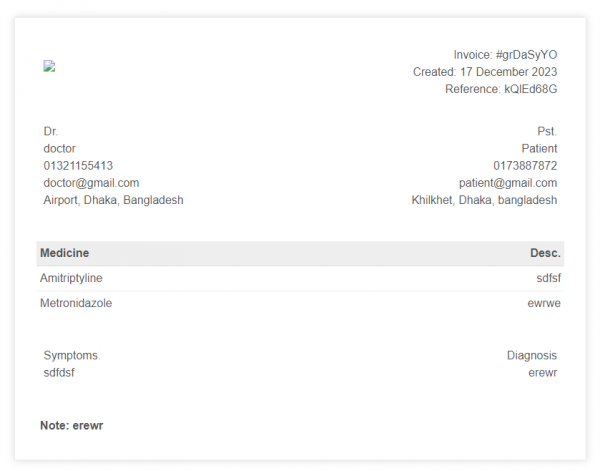 Invoice: #grDaSyYO
Created: 17 December 2023
Reference: kQlEd68G
Dr.
doctor
01321155413
doctor@gmail.com
Airport, Dhaka, Bangladesh
Pst.
Patient
0173887872
patient@gmail.com
Khilkhet, Dhaka, bangladesh
Medicine Desc.
Amitriptyline sdfsf
Metronidazole ewrwe
Symptoms. Diagnosis
sdfdsf erewr
Note: erewr